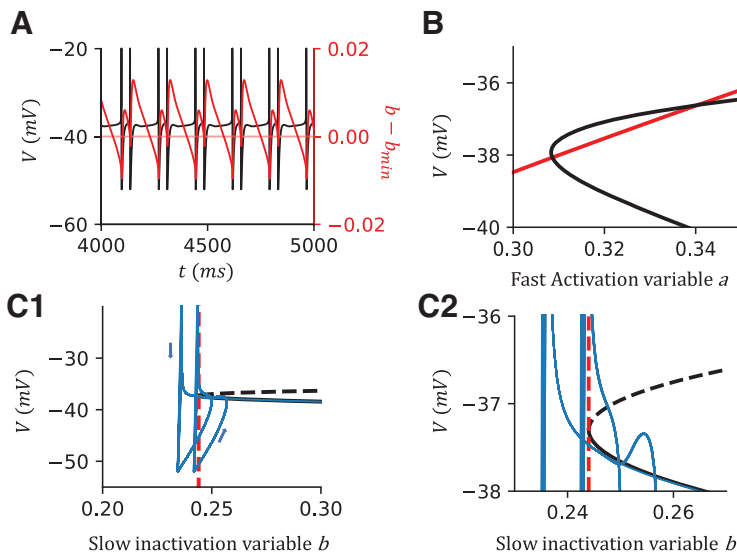 A
B
−20
−40
−60
V (mV)
0.02
0.00
−0.02
b − bmin
4000
4500
5000
t (ms)
−36
−38
−40
V (mV)
0.30
0.32
0.34
Fast Activation variable a
C1
C2
−30
−40
−50
V (mV)
0.20
0.25
0.30
Slow inactivation variable b
−36
−37
−38
V (mV)
0.24
0.26
Slow inactivation variable b